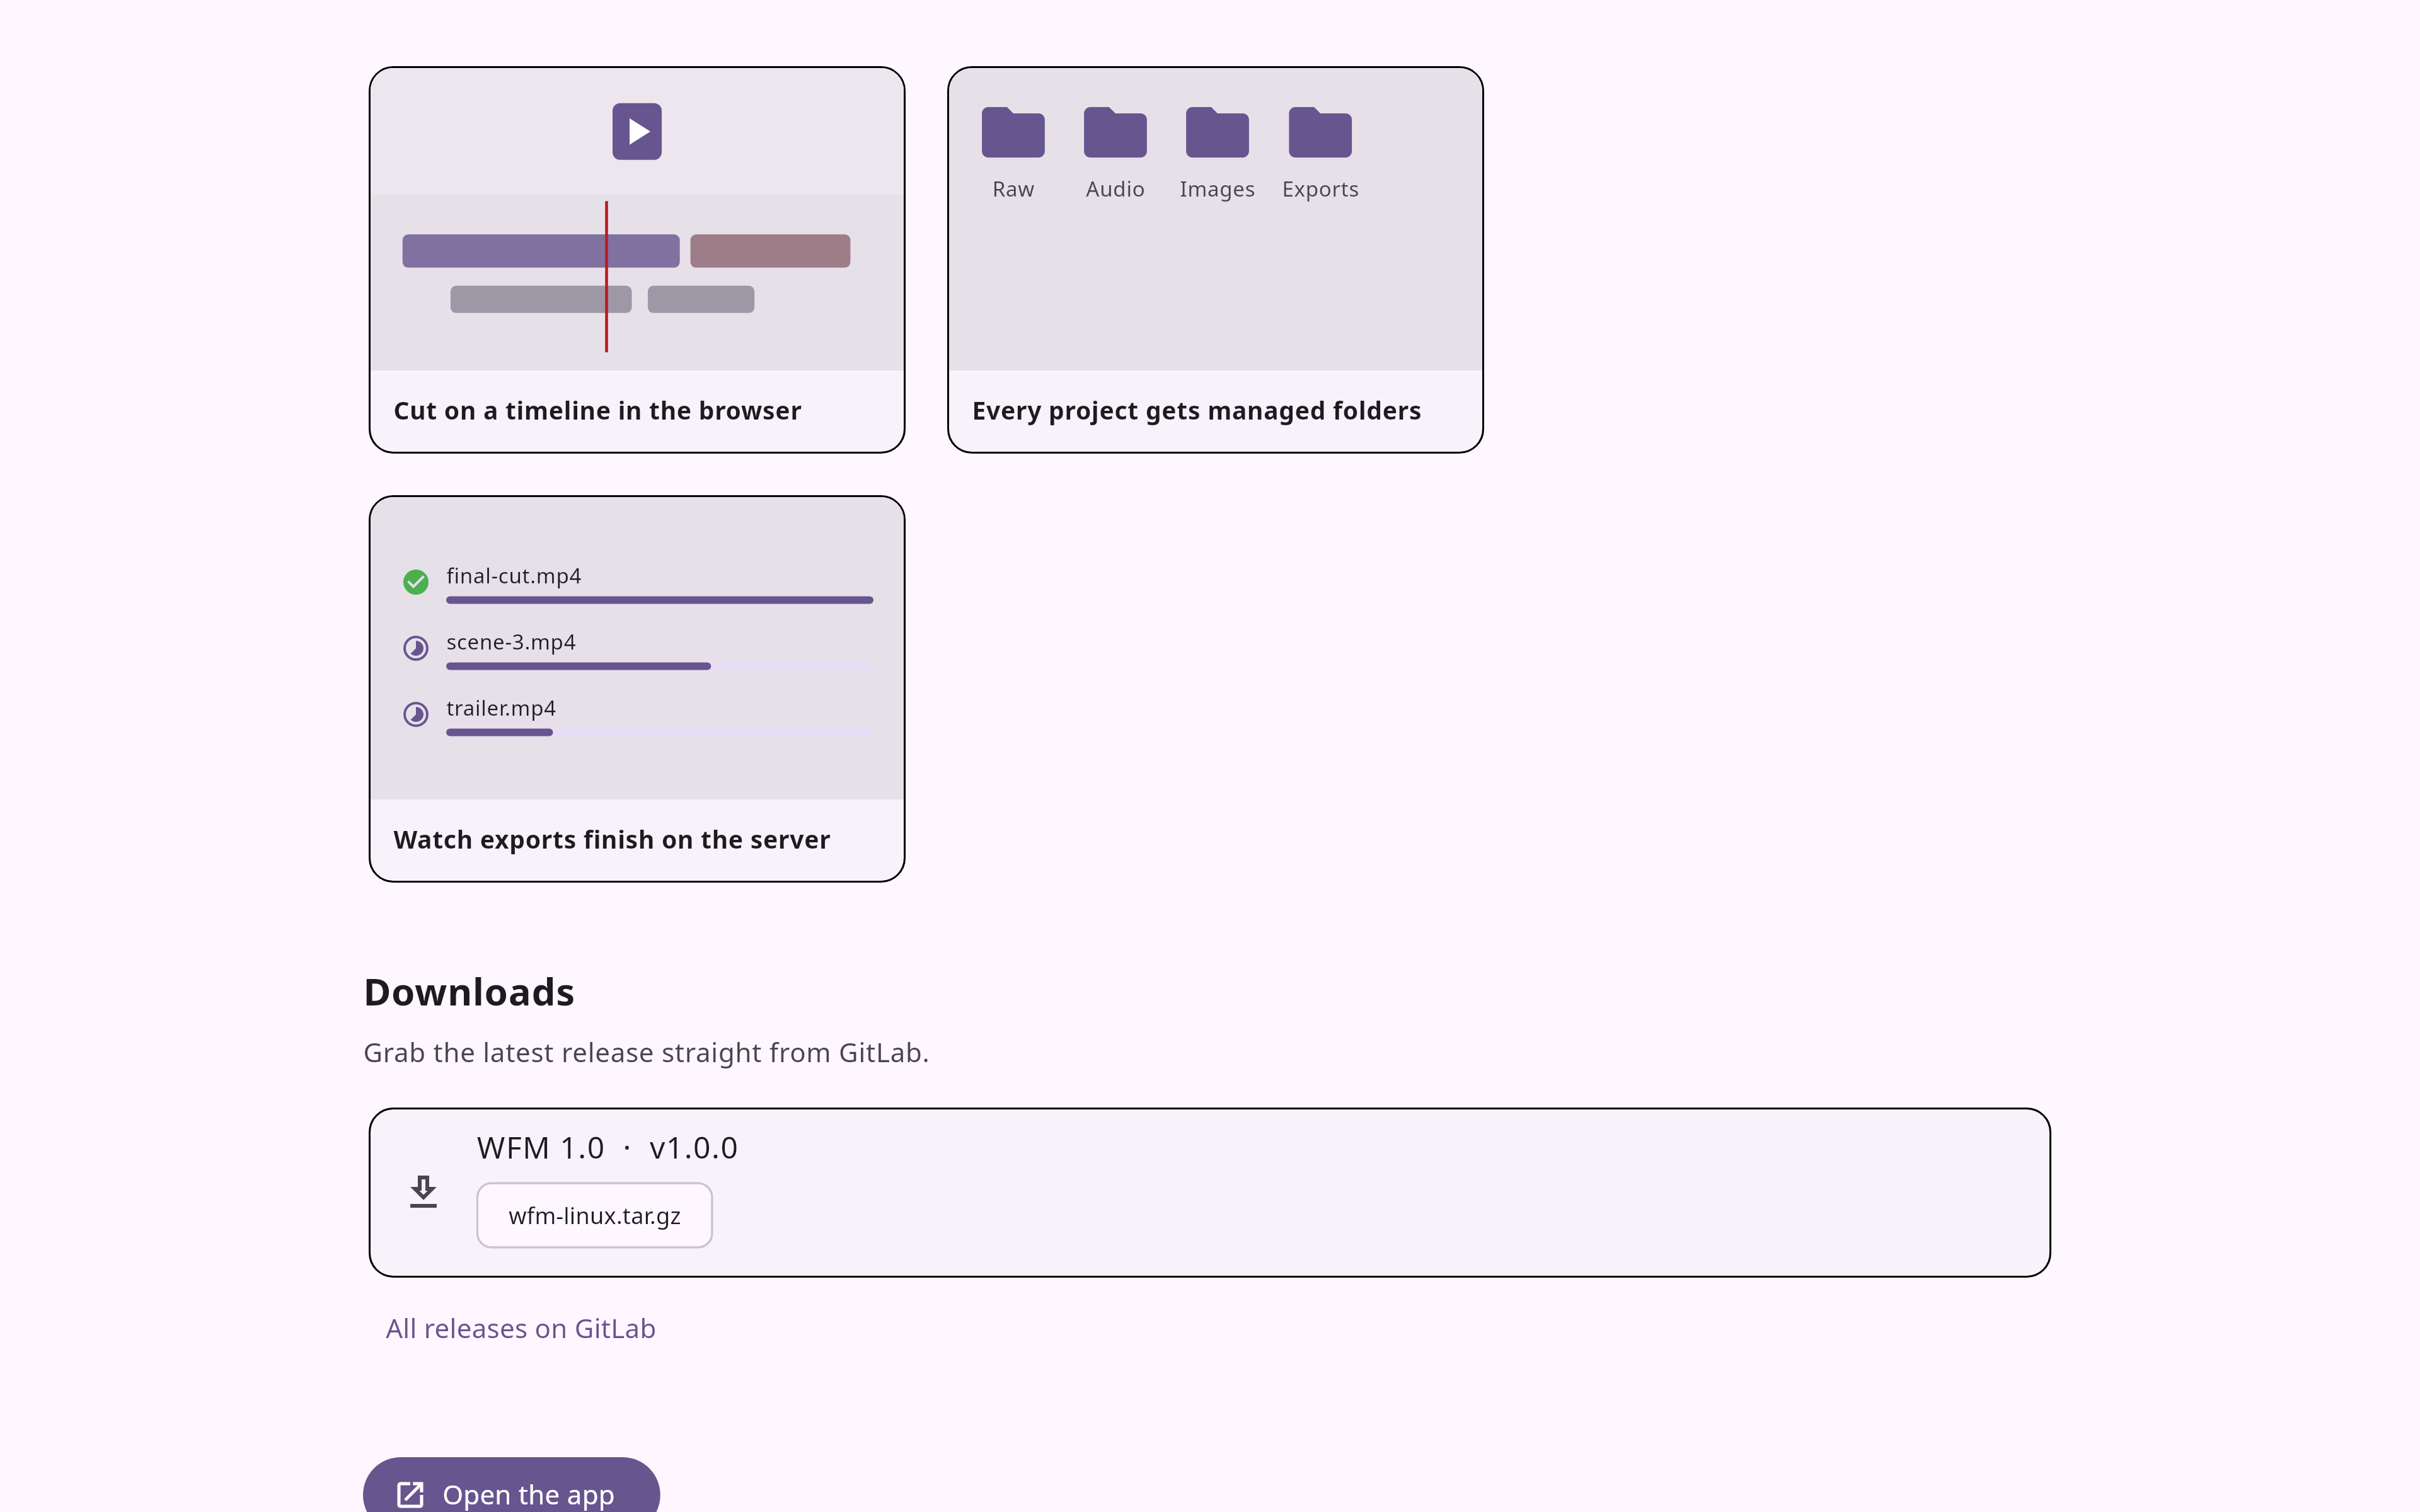 Raw
Audio
Images
Exports
Cut on a timeline in the browser
Every project gets managed folders
final-cut.mp4
scene-3.mp4
trailer.mp4
Watch exports finish on the server
Downloads
Grab the latest release straight from GitLab.
WFM 1.0 · v1.0.0
wfm-linux.tar.gz
All releases on GitLab
Open the app